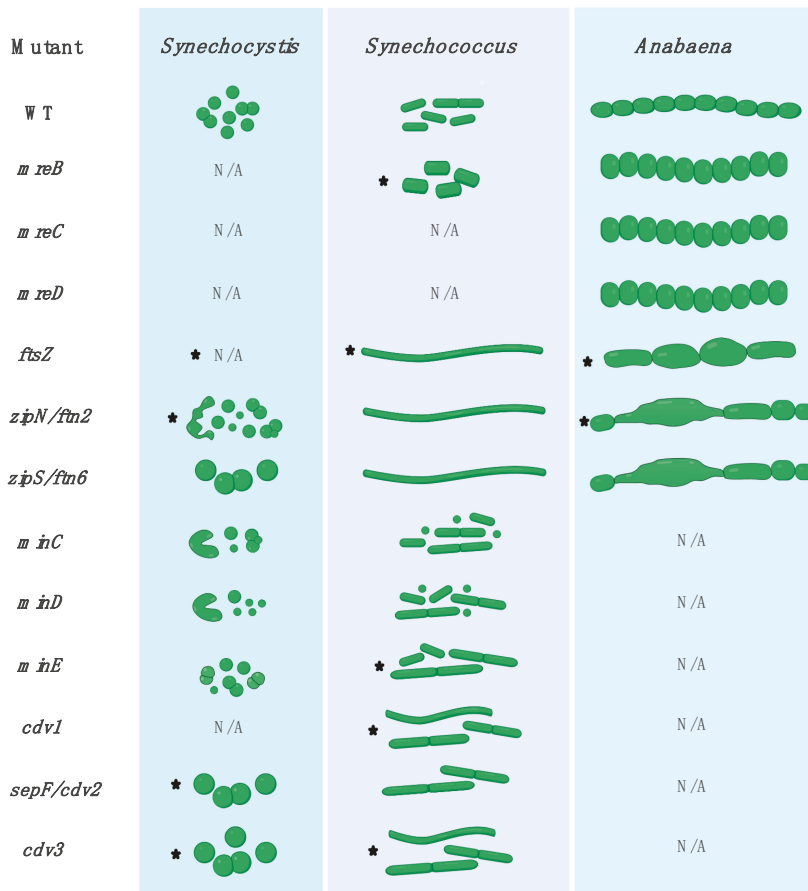 Mutant Synechocystis Synechococcus Anabaena
WT
mreB N/A *
mreC N/A N/A
mreD N/A N/A
ftsZ * N/A * *
zipN/ftn2 * *
zipS/ftn6
minC N/A
minD N/A
minE * N/A
cdv1 N/A * N/A
sepF/cdv2 * N/A
cdv3 * * N/A